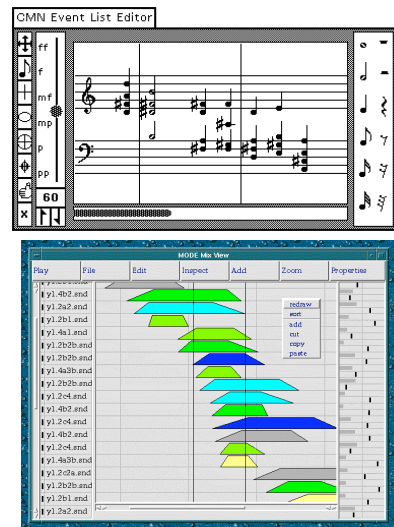 CMN Event List Editor
ff
f
mf
mp
p
pp
60
x
MODE Mix View
Play File Edit Inspect Add Zoom Properties
y1.4b2.snd
y1.2a2.snd
y1.2b1.snd
y1.4a1.snd
y1.2b2b.snd
y1.2b2b.snd
y1.4a3b.snd
y1.2b2b.snd
y1.2c4.snd
y1.4b2.snd
y1.2c4.snd
y1.4b2.snd
y1.2c4.snd
y1.4a3b.snd
y1.2c2a.snd
y1.2b2b.snd
y1.2b1.snd
y1.2a2.snd
redraw
sort
add
cut
copy
paste